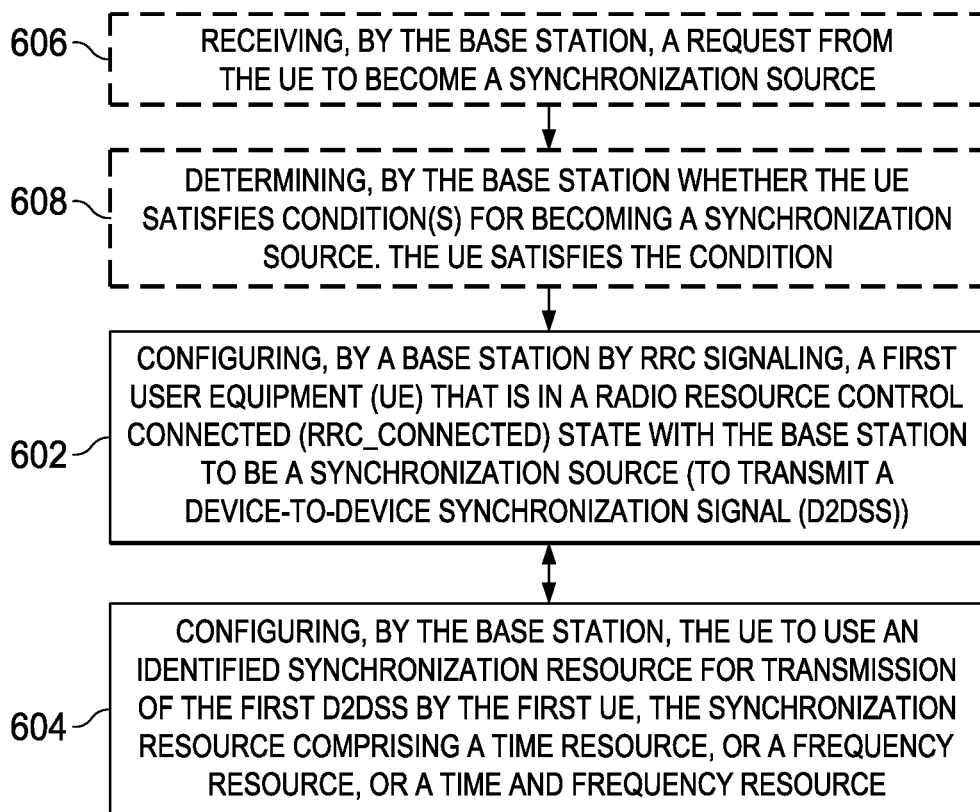 606
RECEIVING, BY THE BASE STATION, A REQUEST FROM
THE UE TO BECOME A SYNCHRONIZATION SOURCE
608
DETERMINING, BY THE BASE STATION WHETHER THE UE
SATISFIES CONDITION(S) FOR BECOMING A SYNCHRONIZATION
SOURCE. THE UE SATISFIES THE CONDITION
602
CONFIGURING, BY A BASE STATION BY RRC SIGNALING, A FIRST
USER EQUIPMENT (UE) THAT IS IN A RADIO RESOURCE CONTROL
CONNECTED (RRC_CONNECTED) STATE WITH THE BASE STATION
TO BE A SYNCHRONIZATION SOURCE (TO TRANSMIT A
DEVICE-TO-DEVICE SYNCHRONIZATION SIGNAL (D2DSS))
604
CONFIGURING, BY THE BASE STATION, THE UE TO USE AN
IDENTIFIED SYNCHRONIZATION RESOURCE FOR TRANSMISSION
OF THE FIRST D2DSS BY THE FIRST UE, THE SYNCHRONIZATION
RESOURCE COMPRISING A TIME RESOURCE, OR A FREQUENCY
RESOURCE, OR A TIME AND FREQUENCY RESOURCE